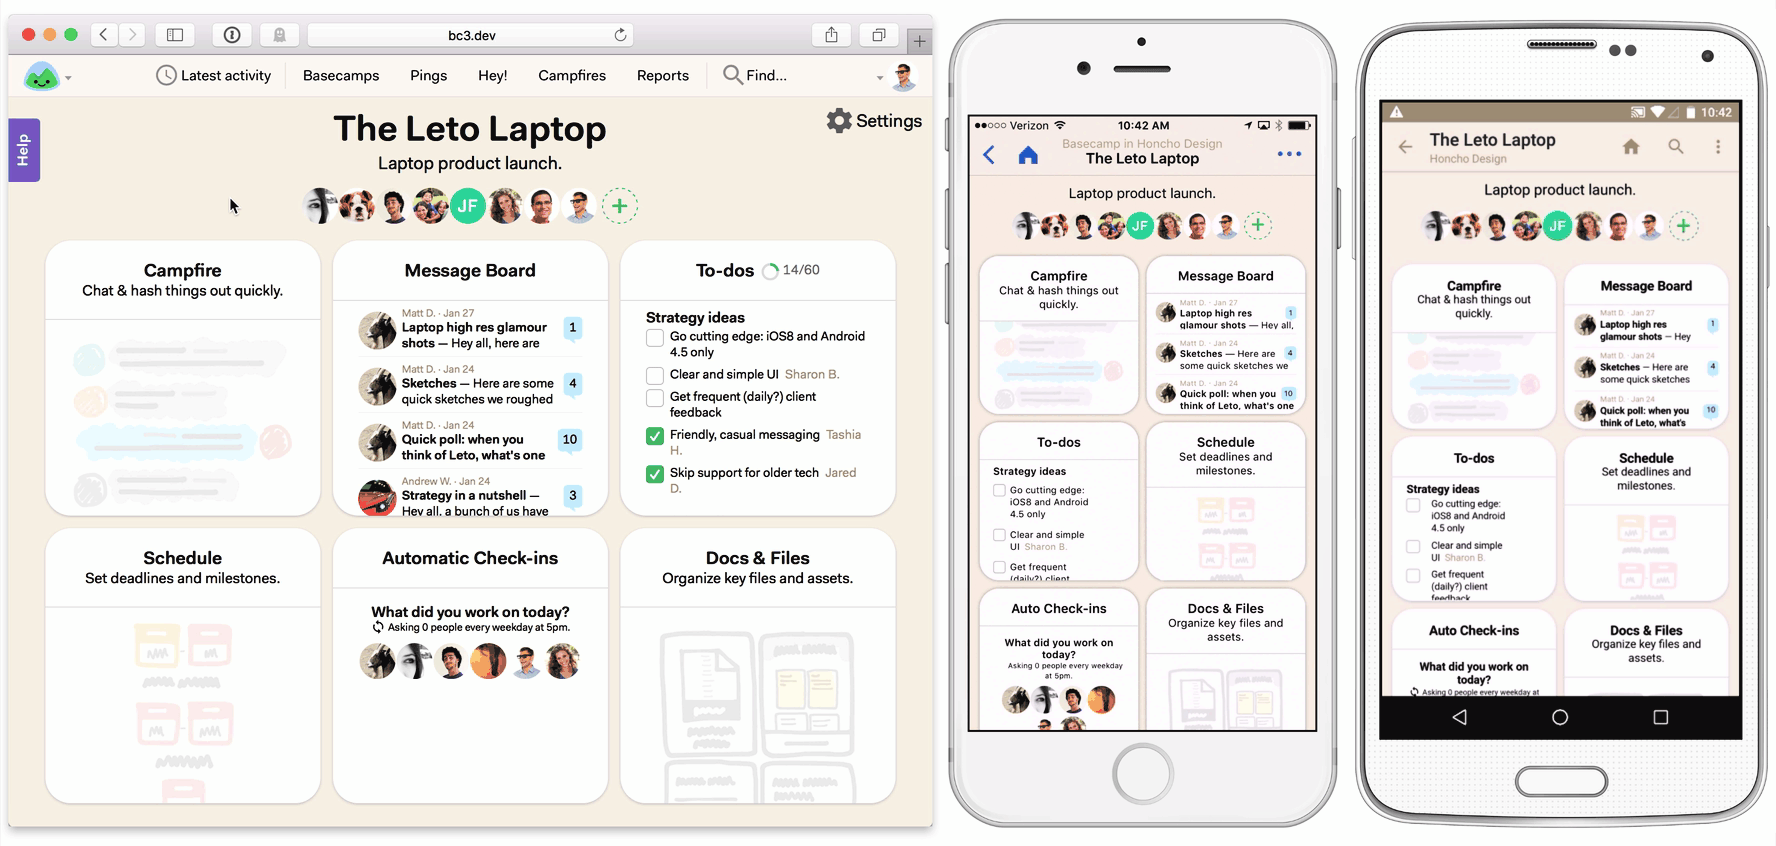 bc3.dev
Latest activity
Basecamps
Pings
Hey!
Campfires
Reports
Find...
Help
The Leto Laptop
Settings
Laptop product launch.
JF
Campfire
Chat & hash things out quickly.
Message Board
Matt D. · Jan 27
Laptop high res glamour
shots — Hey all, here are
1
Matt D. · Jan 24
Sketches — Here are some
quick sketches we roughed
4
Matt D. · Jan 24
Quick poll: when you
think of Leto, what's one
10
Andrew W. · Jan 24
Strategy in a nutshell —
Hey all, a bunch of us have
3
To-dos 14/60
Strategy ideas
Go cutting edge: iOS8 and Android
4.5 only
Clear and simple UI Sharon B.
Get frequent (daily?) client
feedback
Friendly, casual messaging Tashia
H.
Skip support for older tech Jared
D.
Schedule
Set deadlines and milestones.
Automatic Check-ins
What did you work on today?
Asking 0 people every weekday at 5pm.
Docs & Files
Organize key files and assets.
Verizon
10:42 AM
Basecamp in Honcho Design
The Leto Laptop
Laptop product launch.
JF
Campfire
Chat & hash things out
quickly.
Message Board
Matt D. · Jan 27
Laptop high res
glamour shots — Hey all,
1
Matt D. · Jan 24
Sketches — Here are
some quick sketches we
4
Matt D. · Jan 24
Quick poll: when you
think of Leto, what's one
10
To-dos
Strategy ideas
Go cutting edge:
iOS8 and Android
4.5 only
Clear and simple
UI Sharon B.
Get frequent
(daily?) client
Schedule
Set deadlines and
milestones.
Auto Check-ins
What did you work on
today?
Asking 0 people every weekday
at 5pm.
Docs & Files
Organize key files and
assets.
10:42
The Leto Laptop
Honcho Design
Laptop product launch.
JF
Campfire
Chat & hash things out
quickly.
Message Board
Matt D. · Jan 27
Laptop high res
glamour shots — Hey
1
Matt D. · Jan 24
Sketches — Here are
some quick sketches
4
Matt D. · Jan 24
Quick poll: when you
think of Leto, what's
10
To-dos
Strategy ideas
Go cutting edge:
iOS8 and Android
4.5 only
Clear and simple
UI Sharon B.
Get frequent
(daily?) client
feedback
Schedule
Set deadlines and
milestones.
Auto Check-ins
What did you work on
today?
Asking 0 people every weekday at
Docs & Files
Organize key files and
assets.